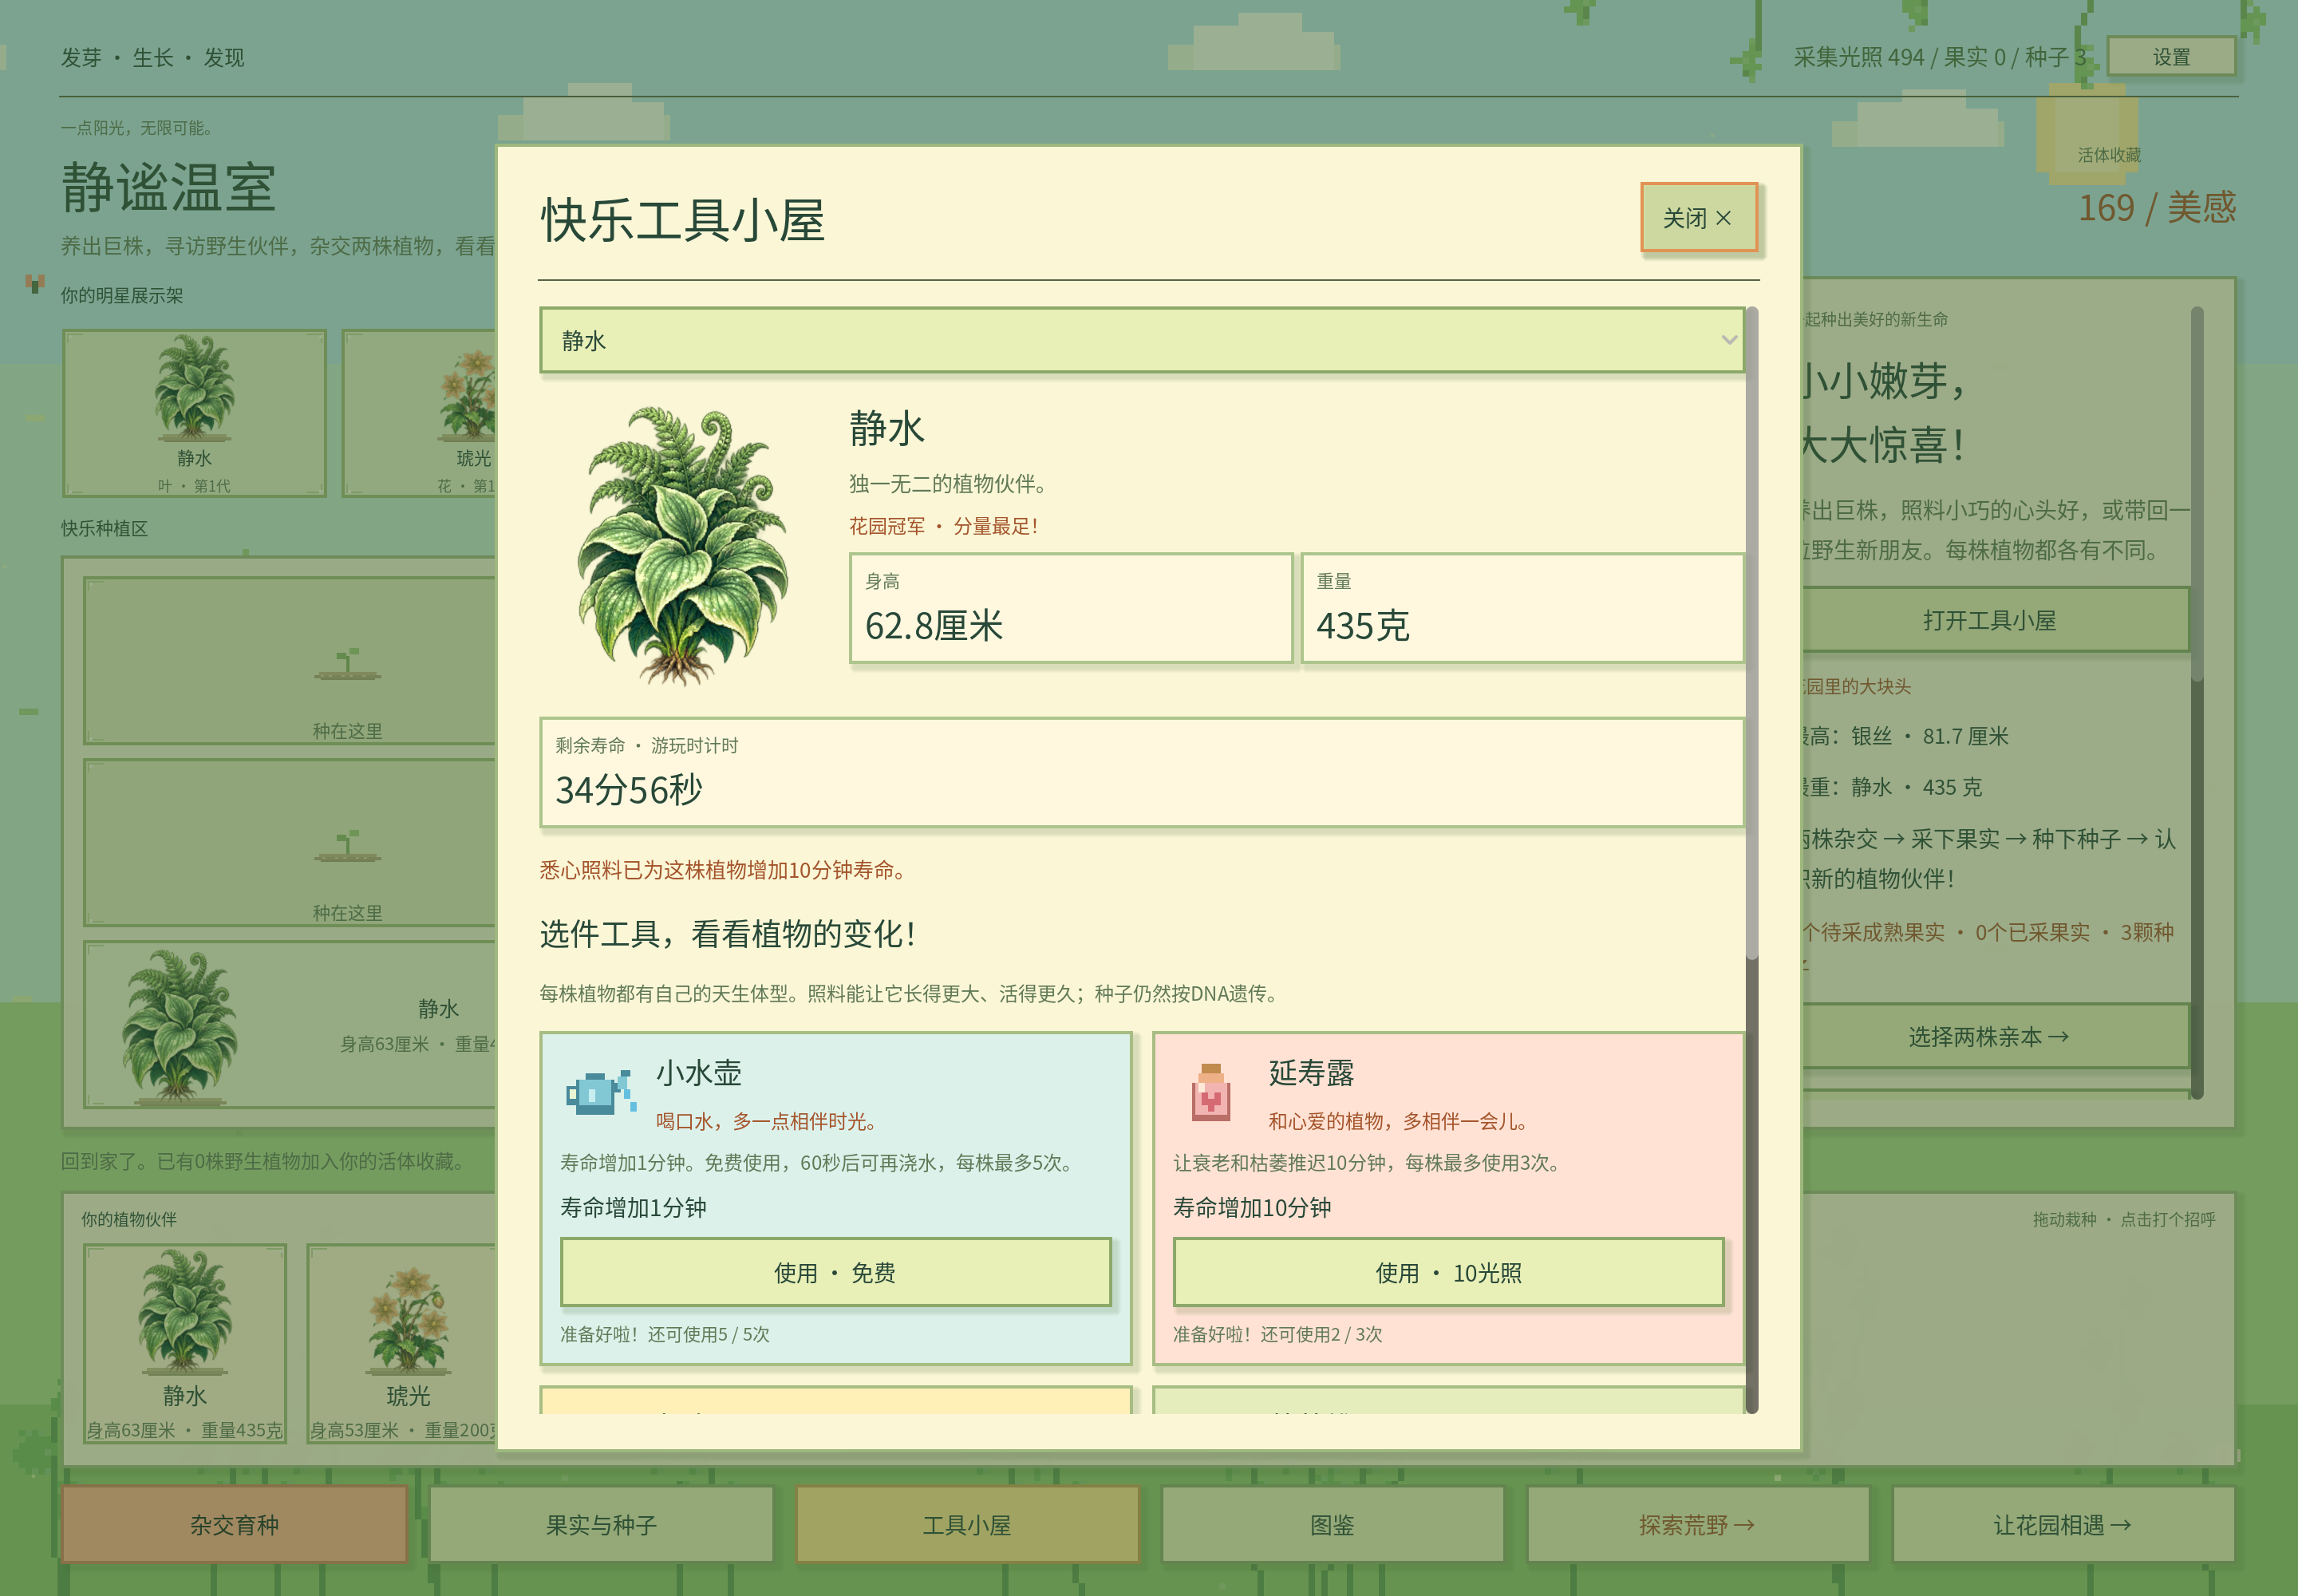 发芽 · 生长 · 发现
采集光照 494 / 果实 0 / 种子 3
设置
一点阳光，无限可能。
静谧温室
活体收藏
169 / 美感
养出巨株，寻访野生伙伴，杂交两株植物，看看
你的明星展示架
静水
叶 · 第1代
琥光
花 · 第1
快乐种植区
种在这里
种在这里
静水
身高63厘米 · 重量4
回到家了。已有0株野生植物加入你的活体收藏。
你的植物伙伴
静水
身高63厘米 · 重量435克
琥光
身高53厘米 · 重量200
快乐工具小屋
关闭 ×
静水
静水
独一无二的植物伙伴。
花园冠军 · 分量最足！
身高
62.8厘米
重量
435克
剩余寿命 · 游玩时计时
34分56秒
悉心照料已为这株植物增加10分钟寿命。
选件工具，看看植物的变化！
每株植物都有自己的天生体型。照料能让它长得更大、活得更久；种子仍然按DNA遗传。
小水壶
喝口水，多一点相伴时光。
寿命增加1分钟。免费使用，60秒后可再浇水，每株最多5次。
寿命增加1分钟
使用 · 免费
准备好啦！还可使用5 / 5次
延寿露
和心爱的植物，多相伴一会儿。
让衰老和枯萎推迟10分钟，每株最多使用3次。
寿命增加10分钟
使用 · 10光照
准备好啦！还可使用2 / 3次
起种出美好的新生命
小小嫩芽，
大大惊喜！
养出巨株，照料小巧的心头好，或带回一
位野生新朋友。每株植物都各有不同。
打开工具小屋
花园里的大块头
最高：银丝 · 81.7 厘米
最重：静水 · 435 克
两株杂交 → 采下果实 → 种下种子 → 认
识新的植物伙伴！
个待采成熟果实 · 0个已采果实 · 3颗种
选择两株亲本 →
拖动栽种 · 点击打个招呼
杂交育种
果实与种子
工具小屋
图鉴
探索荒野 →
让花园相遇 →